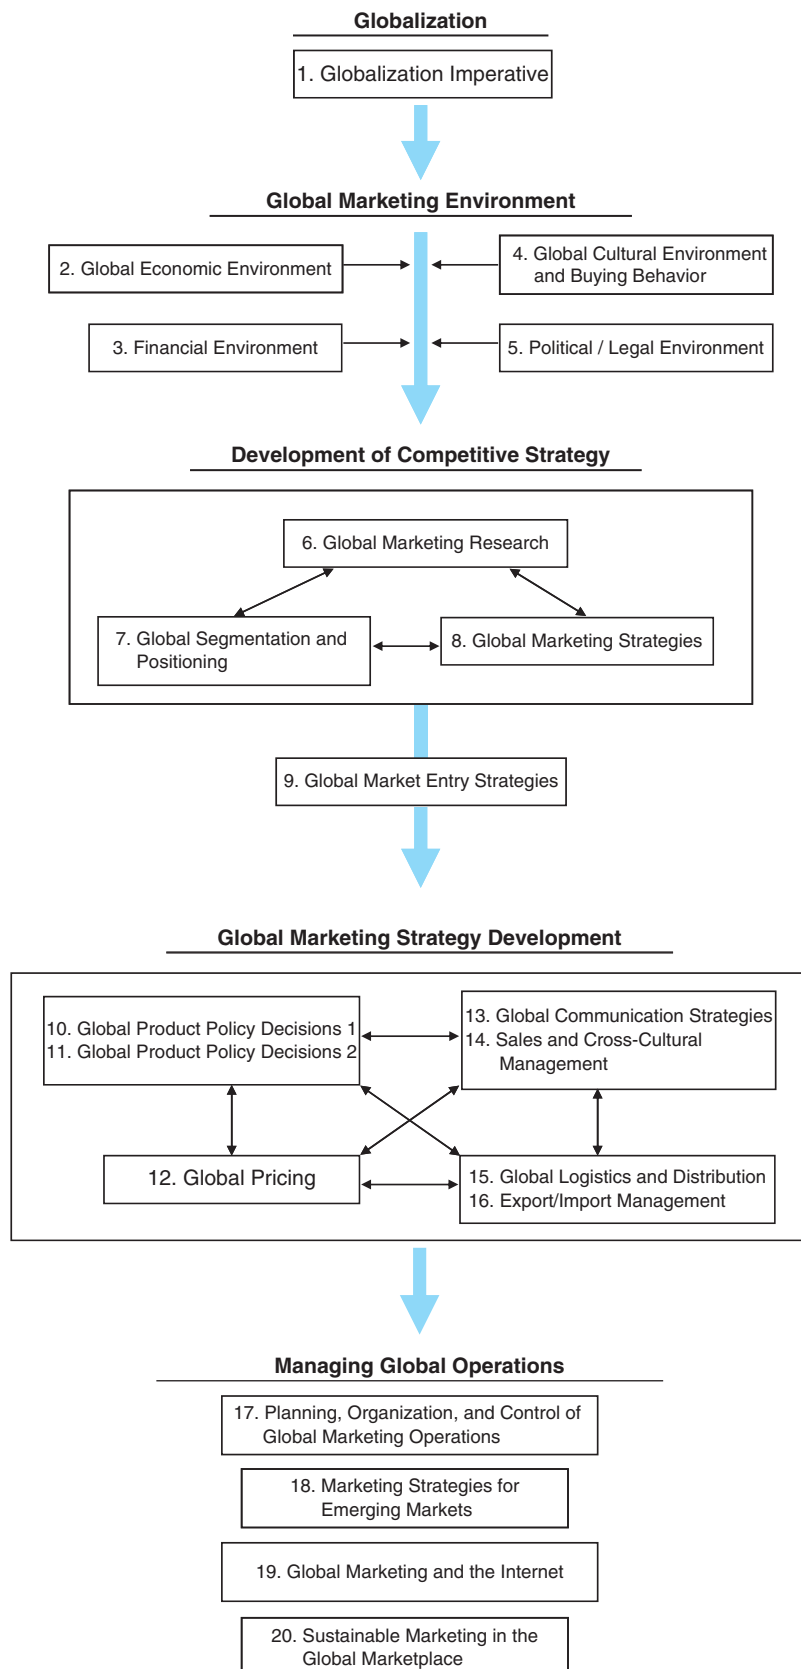 Globalization
1. Globalization Imperative
Global Marketing Environment
2. Global Economic Environment
4. Global Cultural Environment
and Buying Behavior
3. Financial Environment
5. Political / Legal Environment
Development of Competitive Strategy
6. Global Marketing Research
7. Global Segmentation and
Positioning
8. Global Marketing Strategies
9. Global Market Entry Strategies
Global Marketing Strategy Development
10. Global Product Policy Decisions 1
11. Global Product Policy Decisions 2
13. Global Communication Strategies
14. Sales and Cross-Cultural
Management
12. Global Pricing
15. Global Logistics and Distribution
16. Export/Import Management
Managing Global Operations
17. Planning, Organization, and Control of
Global Marketing Operations
18. Marketing Strategies for
Emerging Markets
19. Global Marketing and the Internet
20. Sustainable Marketing in the
Global Marketplace